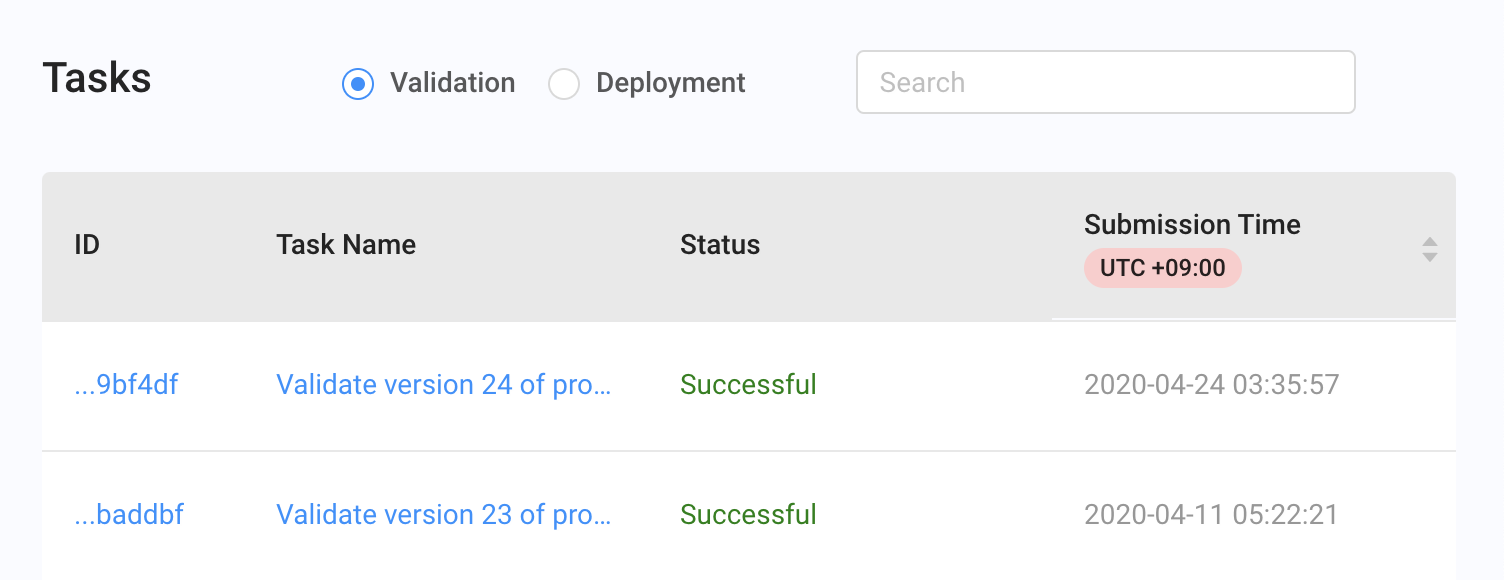 Tasks
Validation
Deployment
Search
ID
Task Name
Status
Submission Time
UTC +09:00
...9bf4df
Validate version 24 of pro...
Successful
2020-04-24 03:35:57
...baddbf
Validate version 23 of pro...
Successful
2020-04-11 05:22:21